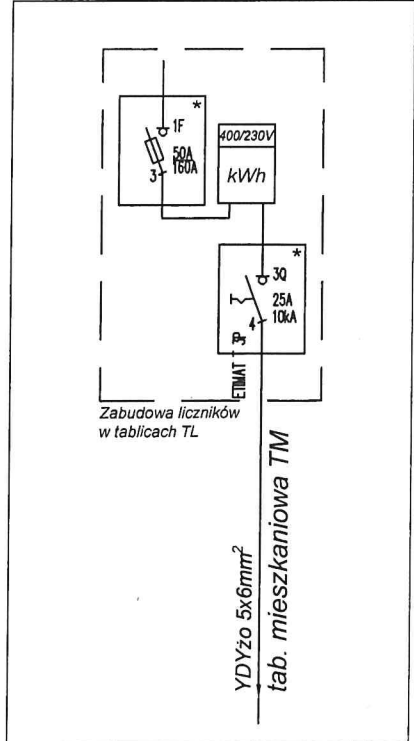 *
1F
50A
3 160A
400/230V
kWh
*
3Q
25A
4 10kA
ETIMAT P
3
Zabudowa liczników
w tablicach TL
YDYżo 5x6mm²
tab. mieszkaniowa TM